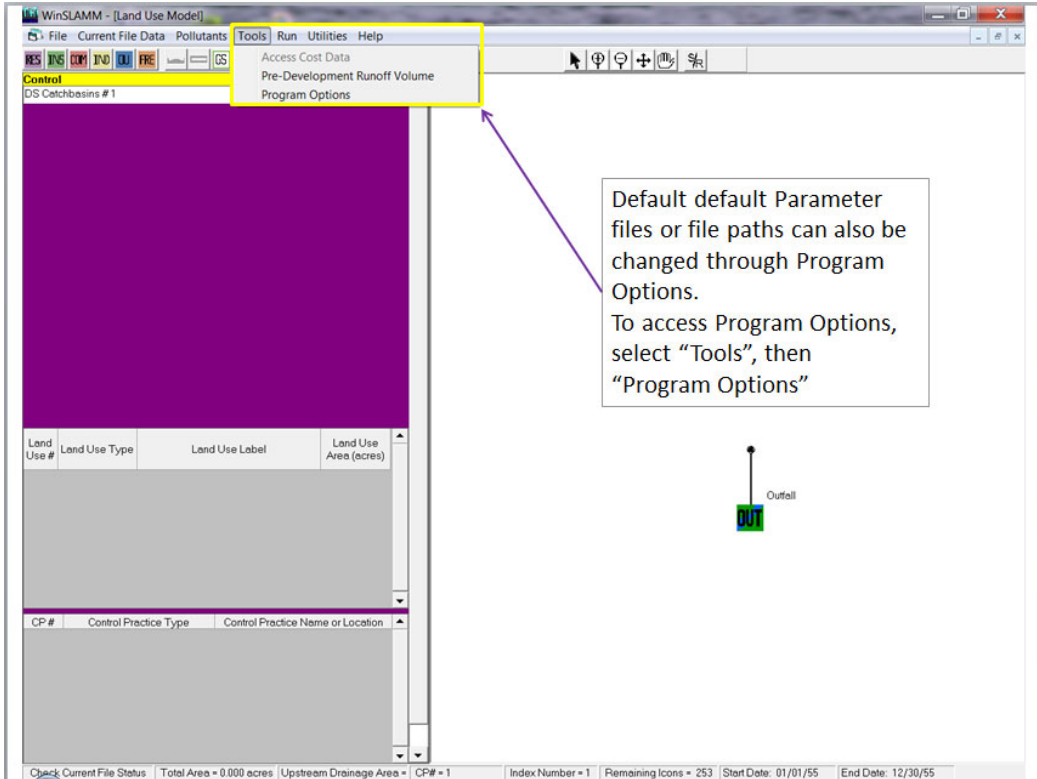 WinSLAMM - [Land Use Model]
File Current File Data Pollutants Tools Run Utilities Help
RES INS COM IND OU FRE GS S/R
Access Cost Data
Pre-Development Runoff Volume
Program Options
Control
DS Catchbasins # 1
Default default Parameter
files or file paths can also be
changed through Program
Options.
To access Program Options,
select “Tools”, then
“Program Options”
Land Use # Land Use Type Land Use Label Land Use Area (acres)
Outfall
OUT
CP # Control Practice Type Control Practice Name or Location
Check Current File Status Total Area = 0.000 acres Upstream Drainage Area = CP# = 1 Index Number = 1 Remaining Icons = 253 Start Date: 01/01/55 End Date: 12/30/55